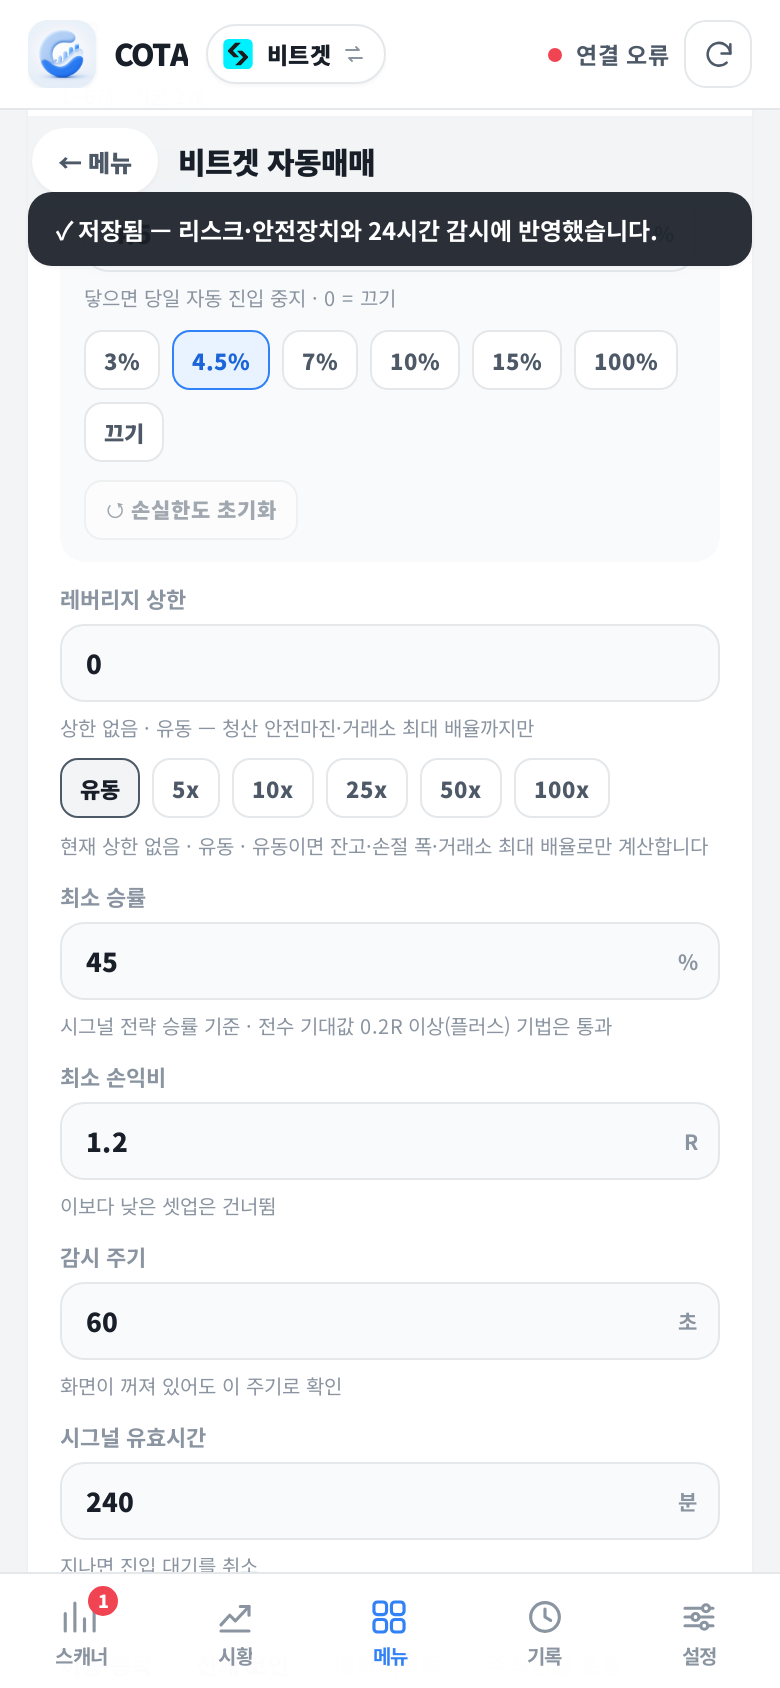 COTA 비트겟 연결 오류
← 메뉴 비트겟 자동매매
✓ 저장됨 — 리스크·안전장치와 24시간 감시에 반영했습니다.
닿으면 당일 자동 진입 중지 · 0 = 끄기
3% 4.5% 7% 10% 15% 100%
끄기
손실한도 초기화
레버리지 상한
0
상한 없음 · 유동 — 청산 안전마진·거래소 최대 배율까지만
유동 5x 10x 25x 50x 100x
현재 상한 없음 · 유동 · 유동이면 잔고·손절 폭·거래소 최대 배율로만 계산합니다
최소 승률
45 %
시그널 전략 승률 기준 · 전수 기대값 0.2R 이상(플러스) 기법은 통과
최소 손익비
1.2 R
이보다 낮은 셋업은 건너뜀
감시 주기
60 초
화면이 꺼져 있어도 이 주기로 확인
시그널 유효시간
240 분
지나면 진입 대기를 취소
1
스캐너 시황 메뉴 기록 설정